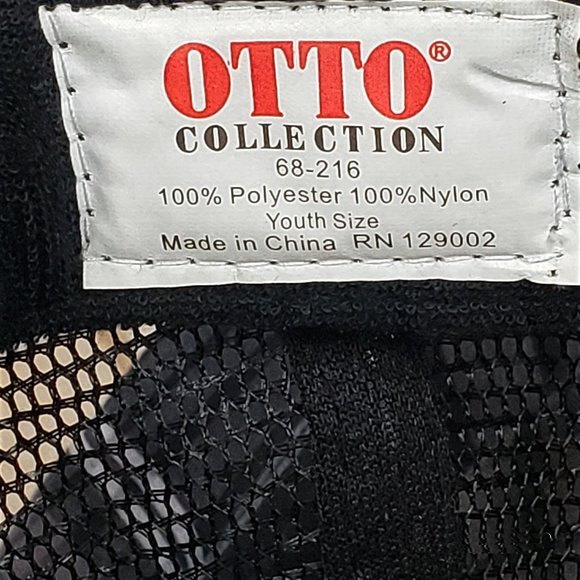 OTTO®
COLLECTION
68-216
100% Polyester 100%Nylon
Youth Size
Made in China RN 129002